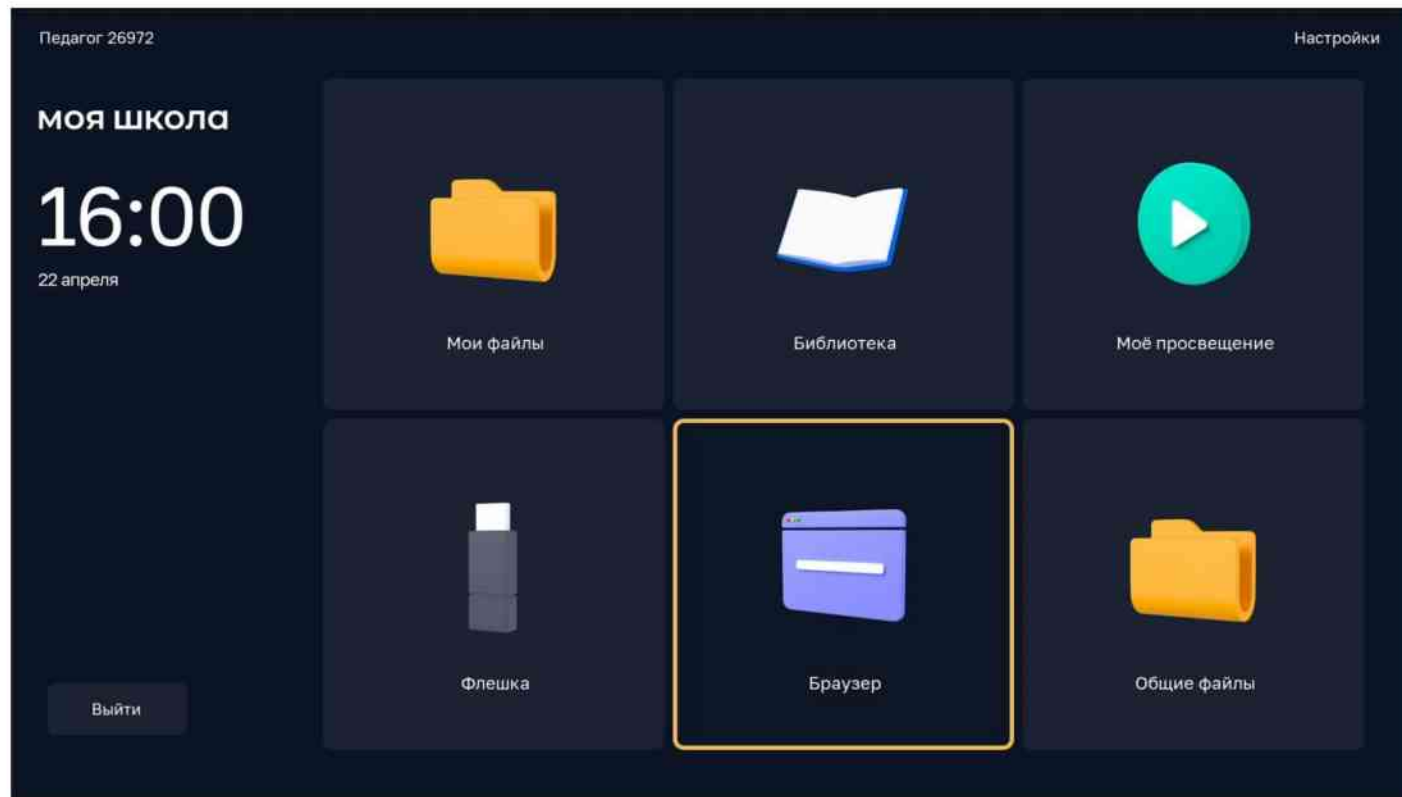 Педагог 26972
Настройки
моя школа
16:00
22 апреля
Мои файлы
Библиотека
Моё просвещение
Флешка
Браузер
Общие файлы
Выйти